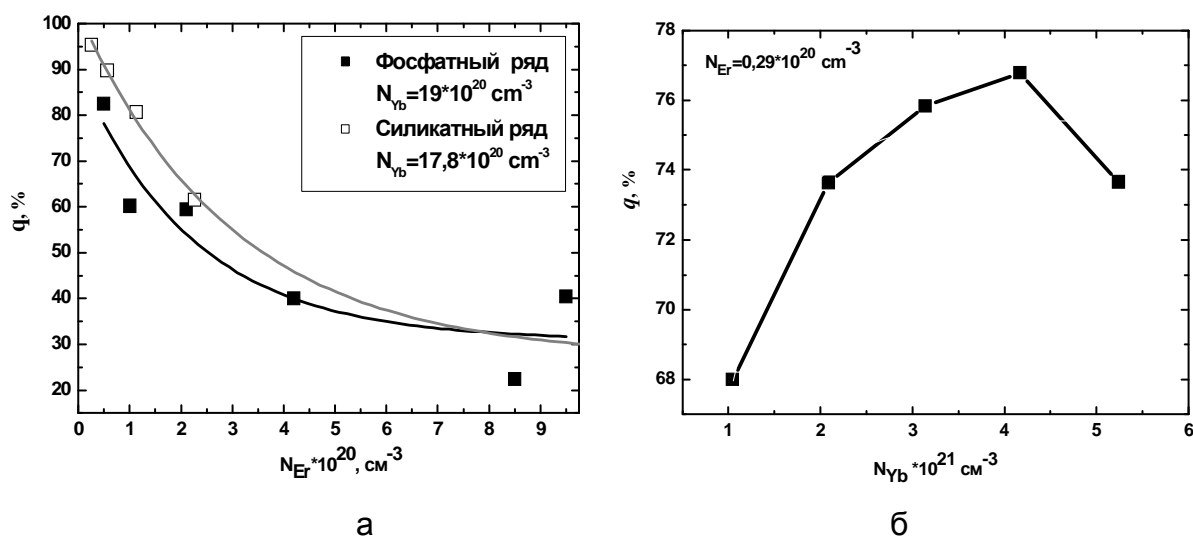 100
90
80
70
60
50
40
30
20
q, %
Фосфатный ряд
N_Yb=19*10^20 cm^-3
Силикатный ряд
N_Yb=17,8*10^20 cm^-3
0 1 2 3 4 5 6 7 8 9
N_Er*10^20, см^-3
а
78
76
74
72
70
68
q, %
N_Er=0,29*10^20 cm^-3
1 2 3 4 5 6
N_Yb *10^21 см^-3
б